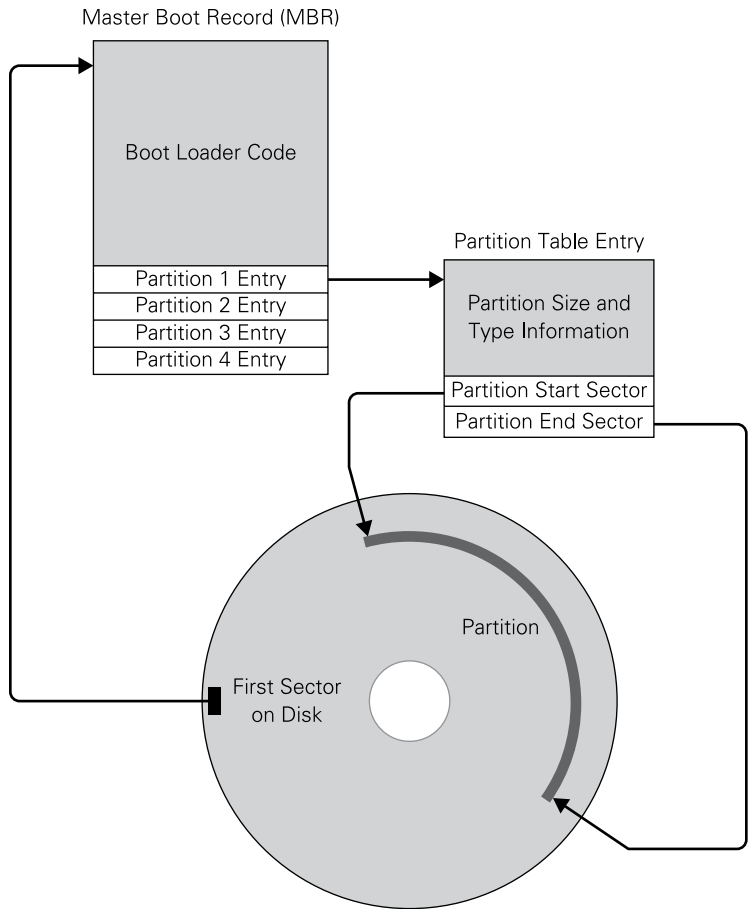 Master Boot Record (MBR)
Boot Loader Code
Partition 1 Entry
Partition 2 Entry
Partition 3 Entry
Partition 4 Entry
Partition Table Entry
Partition Size and
Type Information
Partition Start Sector
Partition End Sector
Partition
First Sector
on Disk